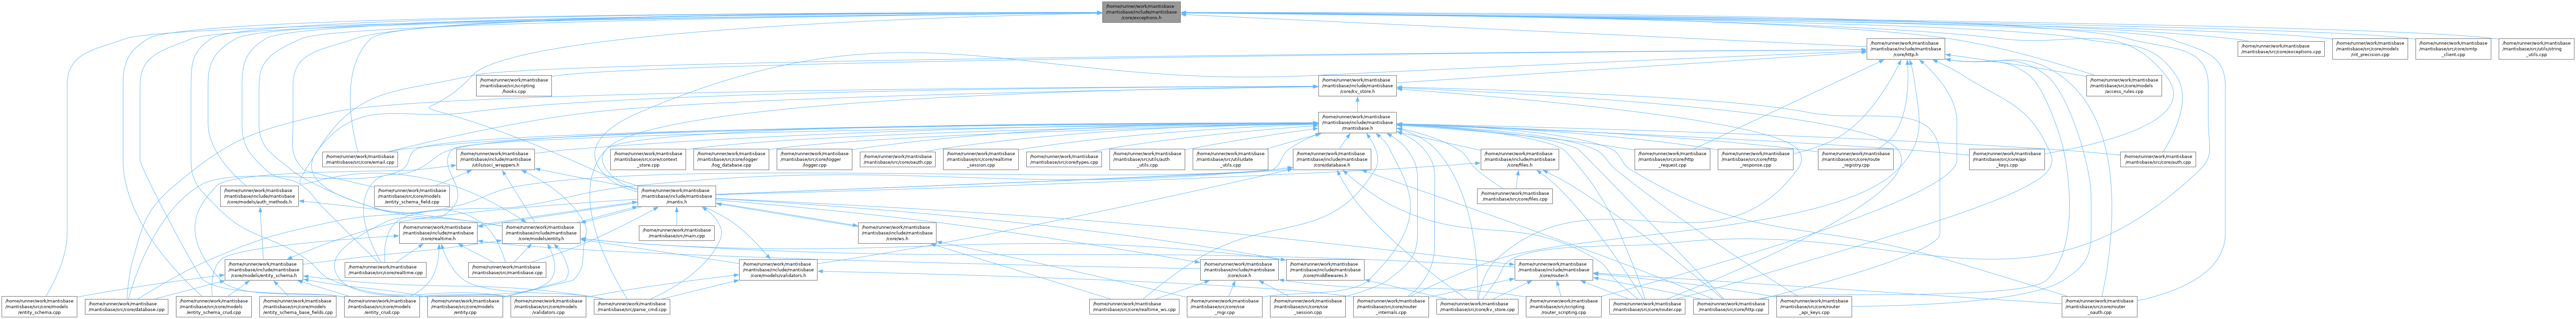 /home/runner/work/mantisbase
/mantisbase/include/mantisbase
/core/exceptions.h
/home/runner/work/mantisbase
/mantisbase/include/mantisbase
/core/http.h
/home/runner/work/mantisbase
/mantisbase/src/core/exceptions.cpp
/home/runner/work/mantisbase
/mantisbase/src/core/models
/int_precision.cpp
/home/runner/work/mantisbase
/mantisbase/src/core/smtp
_client.cpp
/home/runner/work/mantisbase
/mantisbase/src/utils/string
_utils.cpp
/home/runner/work/mantisbase
/mantisbase/src/scripting
/hooks.cpp
/home/runner/work/mantisbase
/mantisbase/include/mantisbase
/core/kv_store.h
/home/runner/work/mantisbase
/mantisbase/src/core/models
/access_rules.cpp
/home/runner/work/mantisbase
/mantisbase/include/mantisbase
/mantisbase.h
/home/runner/work/mantisbase
/mantisbase/src/core/email.cpp
/home/runner/work/mantisbase
/mantisbase/include/mantisbase
/utils/soci_wrappers.h
/home/runner/work/mantisbase
/mantisbase/src/core/context
_store.cpp
/home/runner/work/mantisbase
/mantisbase/src/core/logger
/log_database.cpp
/home/runner/work/mantisbase
/mantisbase/src/core/logger
/logger.cpp
/home/runner/work/mantisbase
/mantisbase/src/core/oauth.cpp
/home/runner/work/mantisbase
/mantisbase/src/core/realtime
_session.cpp
/home/runner/work/mantisbase
/mantisbase/src/core/types.cpp
/home/runner/work/mantisbase
/mantisbase/src/utils/auth
_utils.cpp
/home/runner/work/mantisbase
/mantisbase/src/utils/date
_utils.cpp
/home/runner/work/mantisbase
/mantisbase/include/mantisbase
/core/database.h
/home/runner/work/mantisbase
/mantisbase/include/mantisbase
/core/files.h
/home/runner/work/mantisbase
/mantisbase/src/core/http
_request.cpp
/home/runner/work/mantisbase
/mantisbase/src/core/http
_response.cpp
/home/runner/work/mantisbase
/mantisbase/src/core/route
_registry.cpp
/home/runner/work/mantisbase
/mantisbase/src/core/api
_keys.cpp
/home/runner/work/mantisbase
/mantisbase/src/core/auth.cpp
/home/runner/work/mantisbase
/mantisbase/include/mantisbase
/core/models/auth_methods.h
/home/runner/work/mantisbase
/mantisbase/src/core/models
/entity_schema_field.cpp
/home/runner/work/mantisbase
/mantisbase/include/mantisbase
/mantis.h
/home/runner/work/mantisbase
/mantisbase/src/core/files.cpp
/home/runner/work/mantisbase
/mantisbase/include/mantisbase
/core/realtime.h
/home/runner/work/mantisbase
/mantisbase/include/mantisbase
/core/models/entity.h
/home/runner/work/mantisbase
/mantisbase/src/main.cpp
/home/runner/work/mantisbase
/mantisbase/include/mantisbase
/core/ws.h
/home/runner/work/mantisbase
/mantisbase/include/mantisbase
/core/models/entity_schema.h
/home/runner/work/mantisbase
/mantisbase/src/core/realtime.cpp
/home/runner/work/mantisbase
/mantisbase/src/mantisbase.cpp
/home/runner/work/mantisbase
/mantisbase/include/mantisbase
/core/models/validators.h
/home/runner/work/mantisbase
/mantisbase/include/mantisbase
/core/sse.h
/home/runner/work/mantisbase
/mantisbase/include/mantisbase
/core/middlewares.h
/home/runner/work/mantisbase
/mantisbase/include/mantisbase
/core/router.h
/home/runner/work/mantisbase
/mantisbase/src/core/models
/entity_schema.cpp
/home/runner/work/mantisbase
/mantisbase/src/core/database.cpp
/home/runner/work/mantisbase
/mantisbase/src/core/models
/entity_schema_crud.cpp
/home/runner/work/mantisbase
/mantisbase/src/core/models
/entity_schema_base_fields.cpp
/home/runner/work/mantisbase
/mantisbase/src/core/models
/entity_crud.cpp
/home/runner/work/mantisbase
/mantisbase/src/core/models
/entity.cpp
/home/runner/work/mantisbase
/mantisbase/src/core/models
/validators.cpp
/home/runner/work/mantisbase
/mantisbase/src/parse_cmd.cpp
/home/runner/work/mantisbase
/mantisbase/src/core/realtime_ws.cpp
/home/runner/work/mantisbase
/mantisbase/src/core/sse
_mgr.cpp
/home/runner/work/mantisbase
/mantisbase/src/core/sse
_session.cpp
/home/runner/work/mantisbase
/mantisbase/src/core/router
_internals.cpp
/home/runner/work/mantisbase
/mantisbase/src/core/kv_store.cpp
/home/runner/work/mantisbase
/mantisbase/src/scripting
/router_scripting.cpp
/home/runner/work/mantisbase
/mantisbase/src/core/router.cpp
/home/runner/work/mantisbase
/mantisbase/src/core/http.cpp
/home/runner/work/mantisbase
/mantisbase/src/core/router
_api_keys.cpp
/home/runner/work/mantisbase
/mantisbase/src/core/router
_oauth.cpp